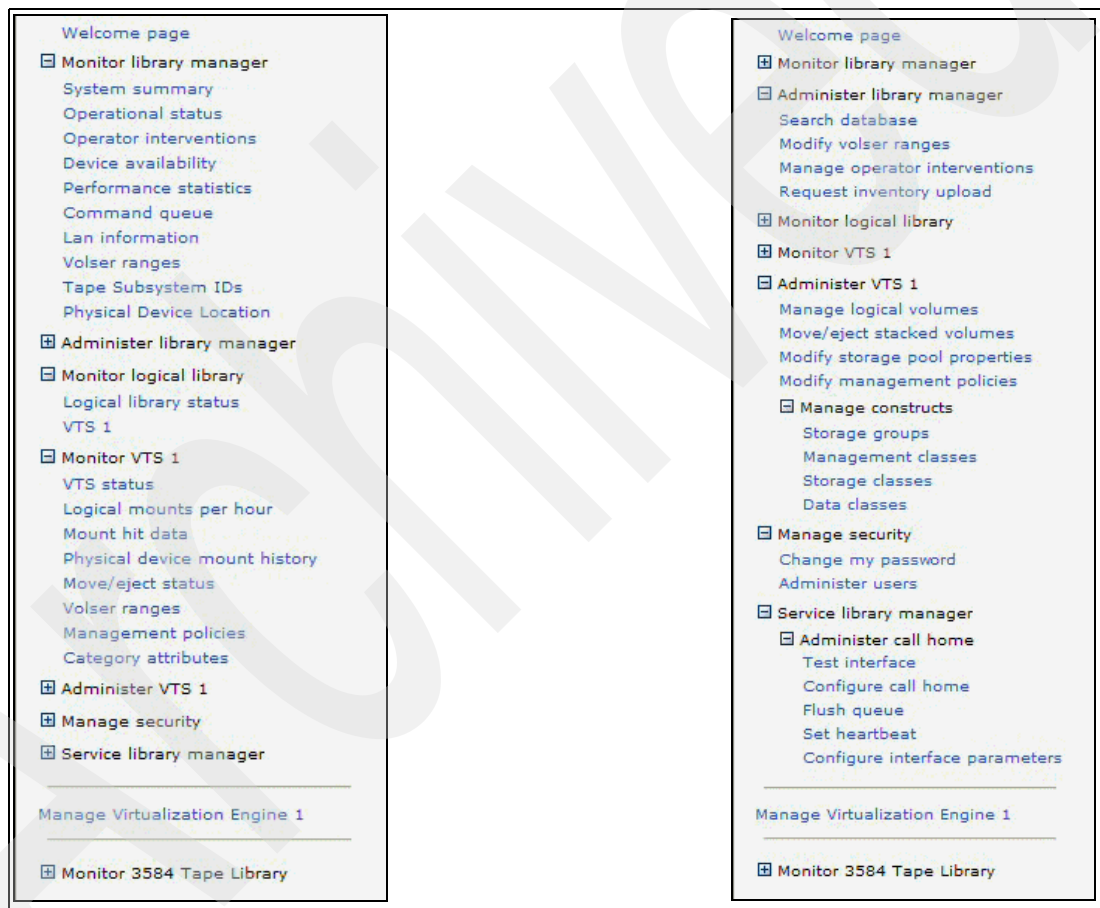 Welcome page
Monitor library manager
System summary
Operational status
Operator interventions
Device availability
Performance statistics
Command queue
Lan information
Volser ranges
Tape Subsystem IDs
Physical Device Location
Administer library manager
Monitor logical library
Logical library status
VTS 1
Monitor VTS 1
VTS status
Logical mounts per hour
Mount hit data
Physical device mount history
Move/eject status
Volser ranges
Management policies
Category attributes
Administer VTS 1
Manage security
Service library manager
Manage Virtualization Engine 1
Monitor 3584 Tape Library
Welcome page
Monitor library manager
Administer library manager
Search database
Modify volser ranges
Manage operator interventions
Request inventory upload
Monitor logical library
Monitor VTS 1
Administer VTS 1
Manage logical volumes
Move/eject stacked volumes
Modify storage pool properties
Modify management policies
Manage constructs
Storage groups
Management classes
Storage classes
Data classes
Manage security
Change my password
Administer users
Service library manager
Administer call home
Test interface
Configure call home
Flush queue
Set heartbeat
Configure interface parameters
Manage Virtualization Engine 1
Monitor 3584 Tape Library